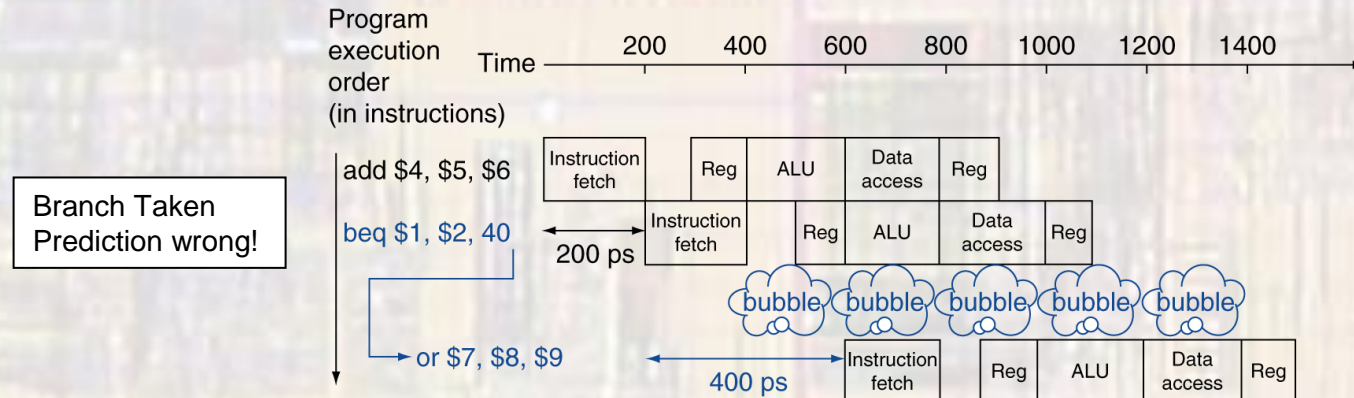 Program
execution
order
(in instructions)
Time
200 400 600 800 1000 1200 1400
add $4, $5, $6
Instruction
fetch
Reg
ALU
Data
access
Reg
Branch Taken
Prediction wrong!
beq $1, $2, 40
200 ps
Instruction
fetch
Reg
ALU
Data
access
Reg
bubble bubble bubble bubble bubble
or $7, $8, $9
400 ps
Instruction
fetch
Reg
ALU
Data
access
Reg